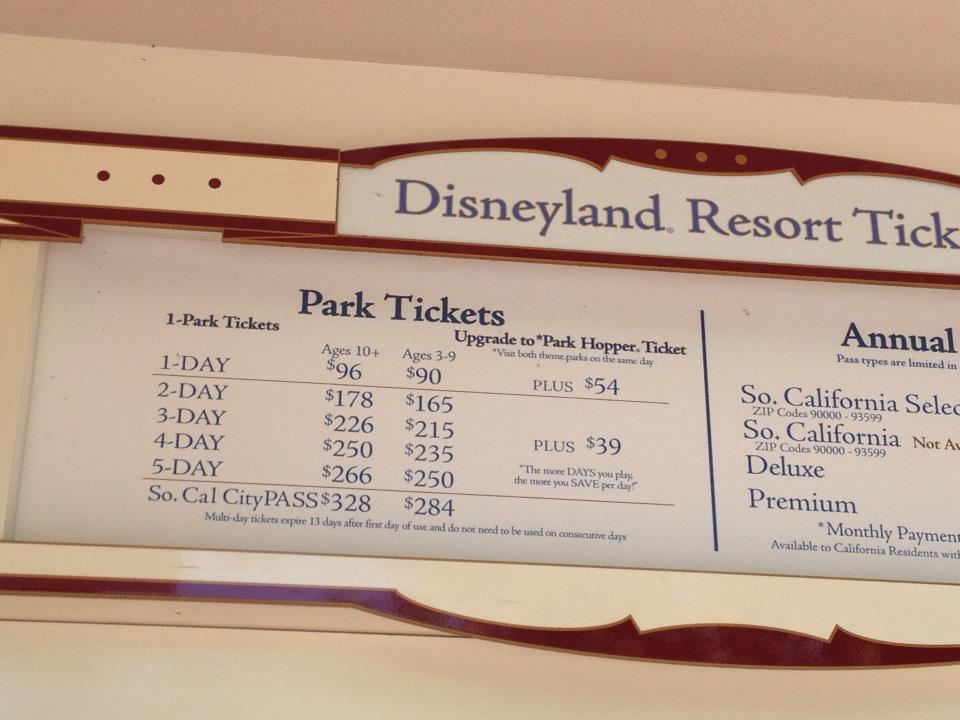 Disneyland® Resort
Park Tickets
1-Park Tickets
Upgrade to *Park Hopper® Ticket
*Visit both theme parks on the same day
Ages 10+ Ages 3-9
1-DAY $96 $90 PLUS $54
2-DAY $178 $165
3-DAY $226 $215
4-DAY $250 $235 PLUS $39
5-DAY $266 $250
*The more DAYS you play,
the more you SAVE per day!*
So. Cal CityPASS $328 $284
Multi-day tickets expire 13 days after first day of use and do not need to be used on consecutive days
Annual
Pass types are limited in
So. California Selec
ZIP Codes 90000 - 93599
So. California Not Av
ZIP Codes 90000 - 93599
Deluxe
Premium
*Monthly Payment
Available to California Residents with